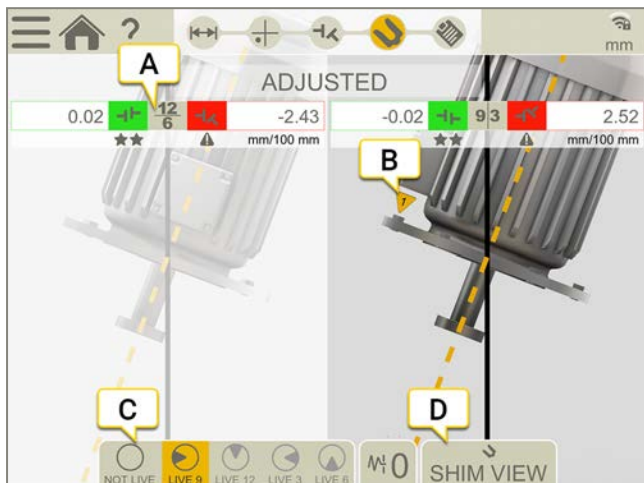 ?
mm
A
ADJUSTED
0.02 12 6 -2.43
mm/100 mm
-0.02 9 3 2.52
mm/100 mm
B
1
C
D
NOT LIVE LIVE 9 LIVE 12 LIVE 3 LIVE 6
0
SHIM VIEW